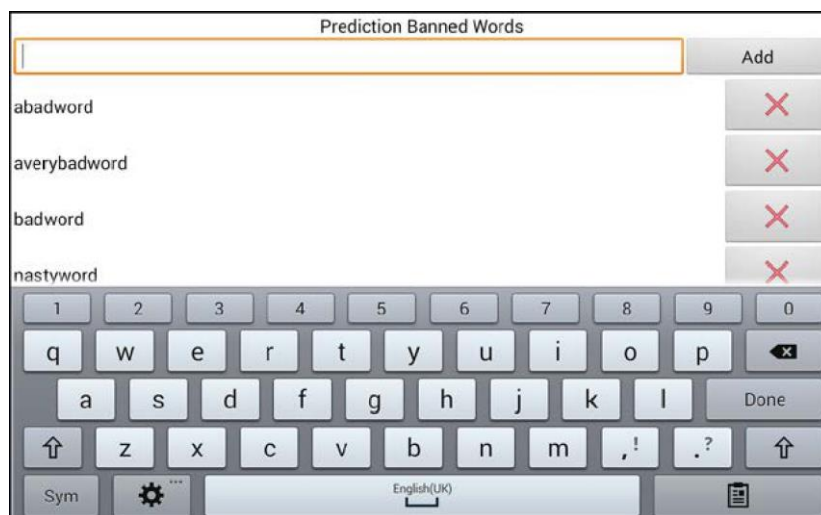 Prediction Banned Words
Add
abadword
averybadword
badword
nastyword
1 2 3 4 5 6 7 8 9 0
q w e r t y u i o p
a s d f g h j k l Done
z x c v b n m ,! .?
Sym ... English(UK)